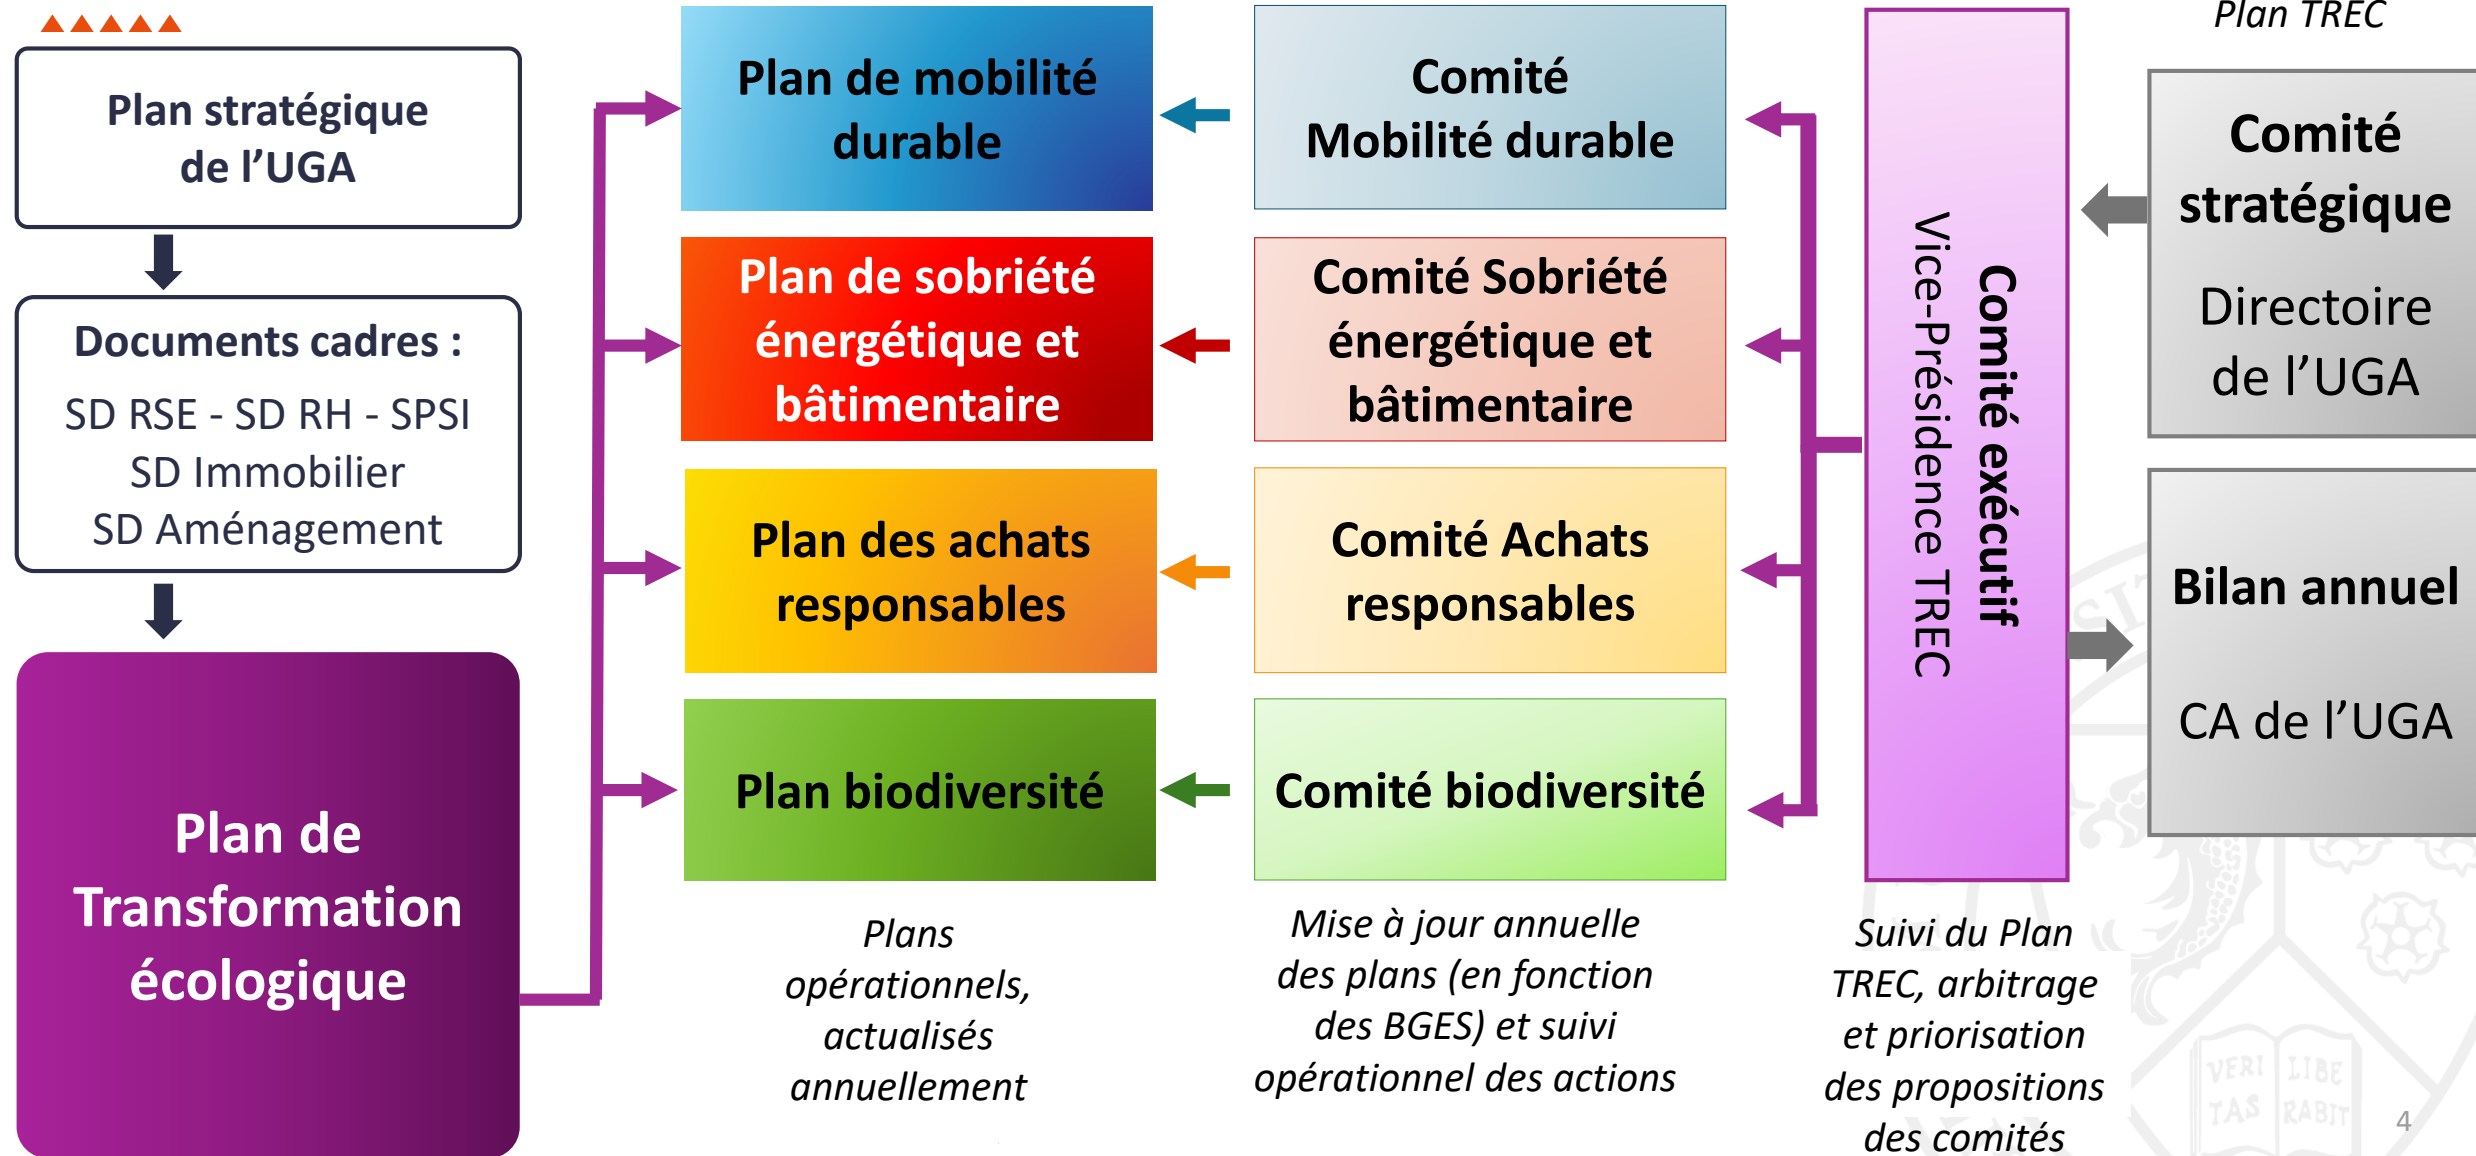 Plan stratégique
de l’UGA
Documents cadres :
SD RSE - SD RH - SPSI
SD Immobilier
SD Aménagement
Plan de
Transformation
écologique
Plan de mobilité
durable
Plan de sobriété
énergétique et
bâtimentaire
Plan des achats
responsables
Plan biodiversité
Plans
opérationnels,
actualisés
annuellement
Comité
Mobilité durable
Comité Sobriété
énergétique et
bâtimentaire
Comité Achats
responsables
Comité biodiversité
Mise à jour annuelle
des plans (en fonction
des BGES) et suivi
opérationnel des actions
Comité exécutif
Vice-Présidence TREC
Suivi du Plan
TREC, arbitrage
et priorisation
des propositions
des comités
Plan TREC
Comité
stratégique
Directoire
de l’UGA
Bilan annuel
CA de l’UGA
VERI LIBE
TAS RABIT
4